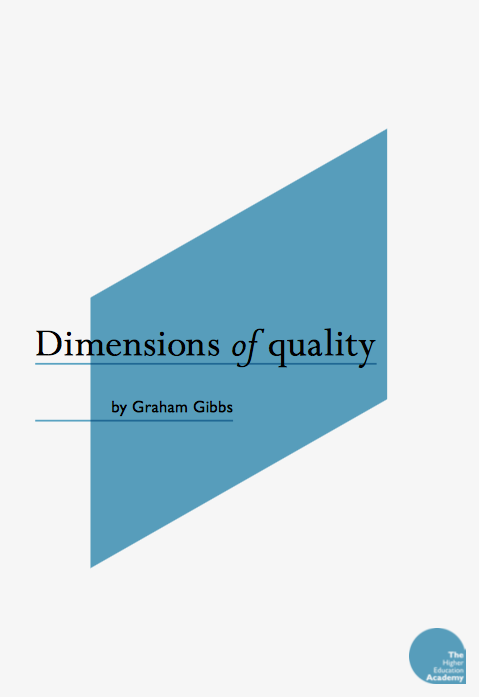 Dimensions of quality
by Graham Gibbs
The
Higher
Education
Academy